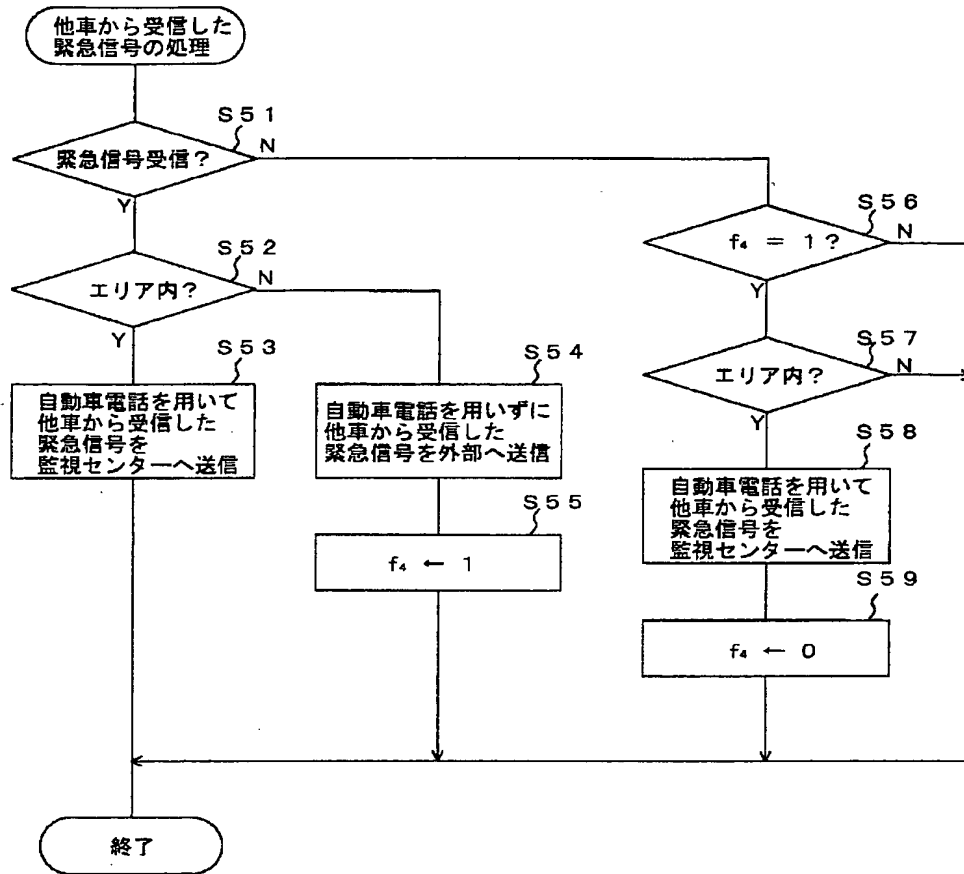 他車から受信した
緊急信号の処理
S51
緊急信号受信?
N
Y
S52
エリア内?
N
Y
S53
自動車電話を用いて
他車から受信した
緊急信号を
監視センターへ送信
S54
自動車電話を用いずに
他車から受信した
緊急信号を外部へ送信
S55
f₄ ← 1
S56
f₄ = 1?
N
Y
S57
エリア内?
N
Y
S58
自動車電話を用いて
他車から受信した
緊急信号を
監視センターへ送信
S59
f₄ ← 0
終了